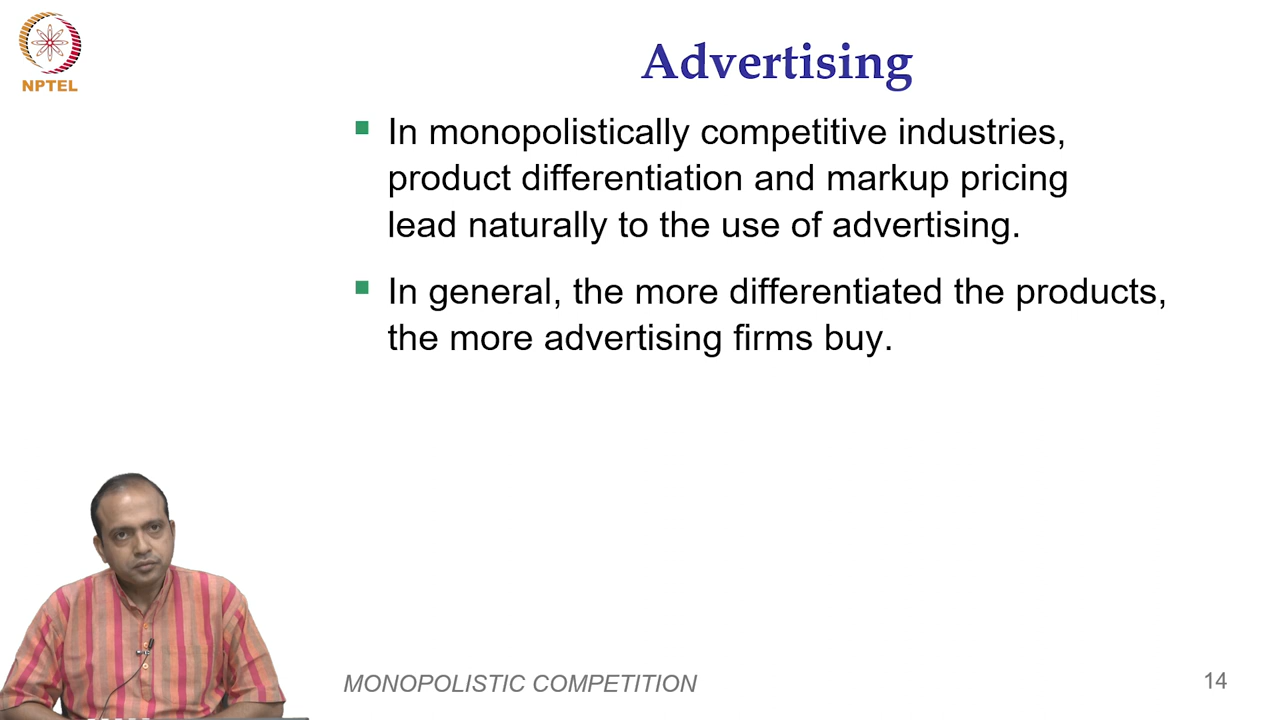 NPTEL
Advertising
In monopolistically competitive industries,
product differentiation and markup pricing
lead naturally to the use of advertising.
In general, the more differentiated the products,
the more advertising firms buy.
MONOPOLISTIC COMPETITION
14